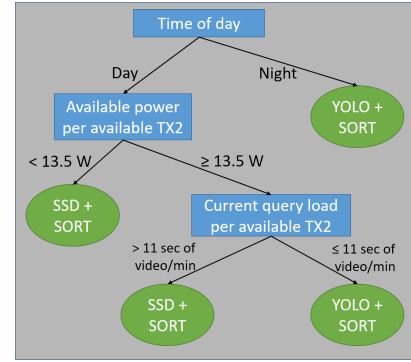 Time of day
Day
Night
Available power
per available TX2
YOLO +
SORT
< 13.5 W
≥ 13.5 W
SSD +
SORT
Current query load
per available TX2
> 11 sec of
video/min
≤ 11 sec of
video/min
SSD +
SORT
YOLO +
SORT